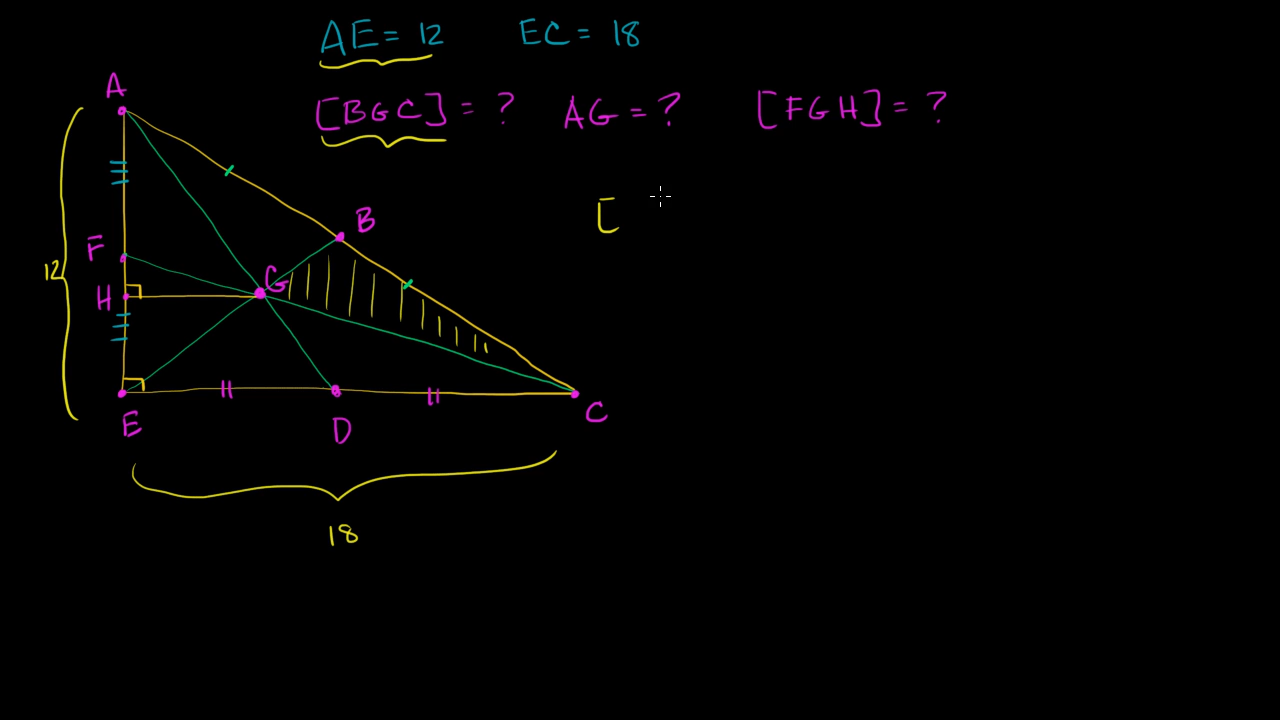 AE = 12 EC = 18
[BGC] = ? AG = ? [FGH] = ?
[
A
B
F
12
G
H
E
D
C
18